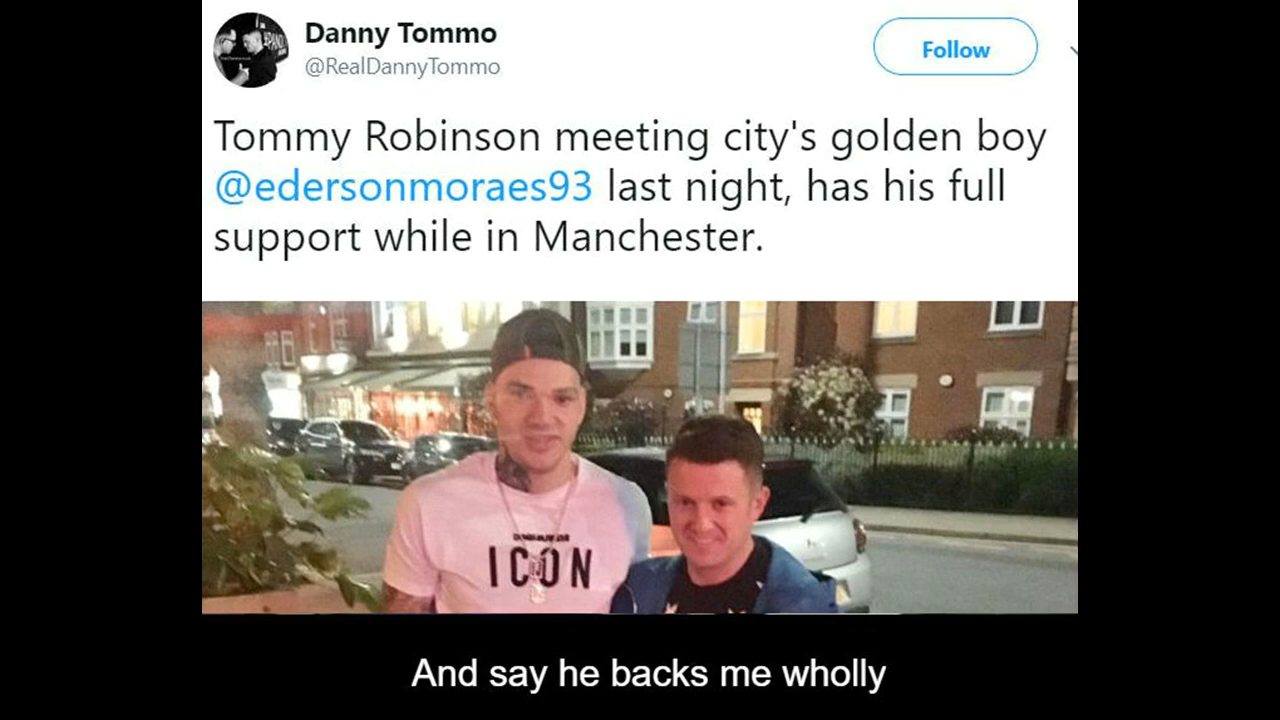 Danny Tommo
@RealDannyTommo
Follow
Tommy Robinson meeting city's golden boy
@edersonmoraes93 last night, has his full
support while in Manchester.
ICON
And say he backs me wholly